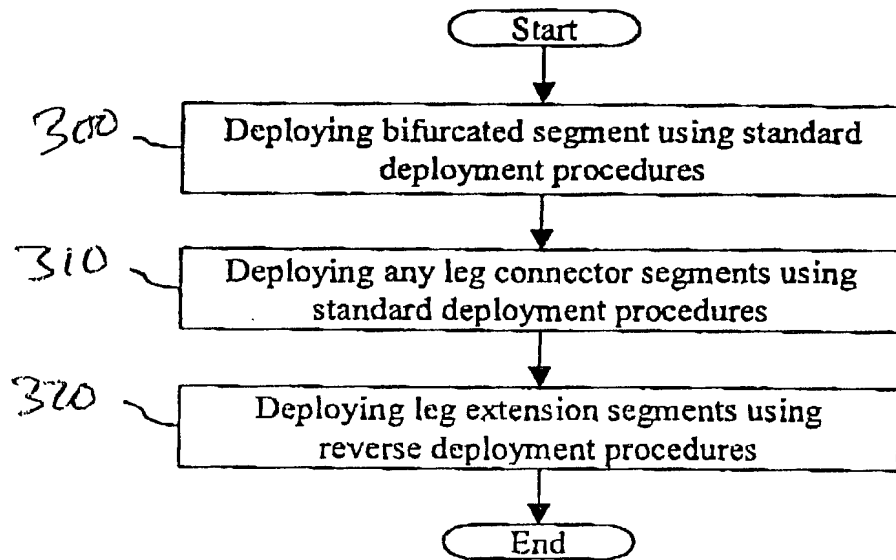 Start
300
Deploying bifurcated segment using standard
deployment procedures
310
Deploying any leg connector segments using
standard deployment procedures
320
Deploying leg extension segments using
reverse deployment procedures
End